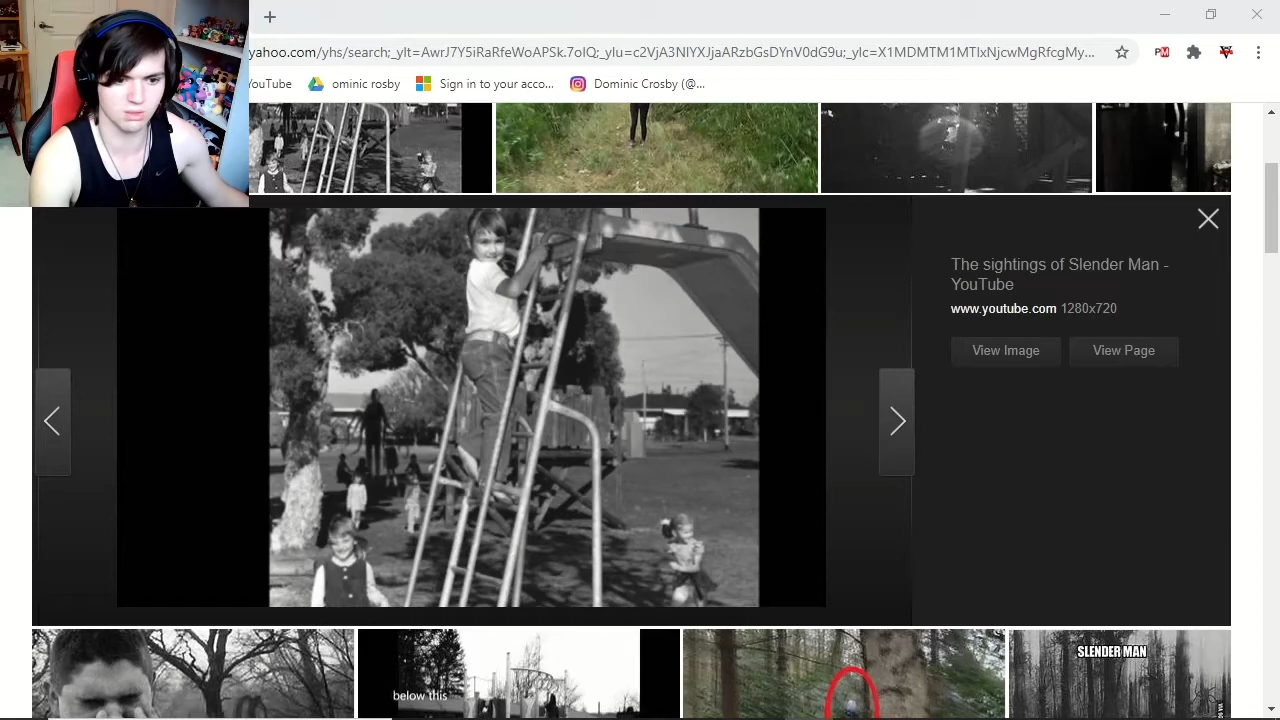 yahoo.com/yhs/search;_ylt=AwrJ7Y5iRaRfeWoAPSk.7olQ;_ylu=c2VjA3NlYXJjaARzbGsDYnV0dG9u;_ylc=X1MDMTM1MTIxNjcwMgRfcgMy...
YouTube
ominic rosby
Sign in to your acco...
Dominic Crosby (@...
The sightings of Slender Man -
YouTube
www.youtube.com 1280x720
View Image
View Page
below this
SLENDER MAN